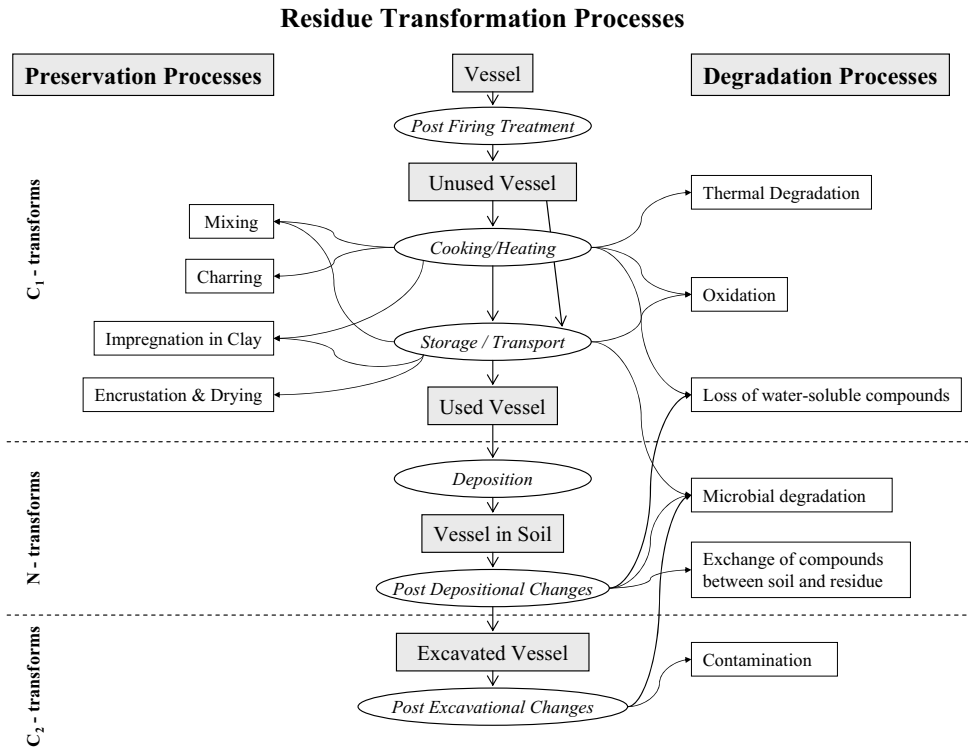 Residue Transformation Processes
Preservation Processes
Vessel
Degradation Processes
Post Firing Treatment
Unused Vessel
Thermal Degradation
Mixing
Cooking/Heating
Charring
Oxidation
C1 - transforms
Impregnation in Clay
Storage / Transport
Encrustation & Drying
Used Vessel
Loss of water-soluble compounds
Deposition
Microbial degradation
N - transforms
Vessel in Soil
Exchange of compounds
between soil and residue
Post Depositional Changes
Excavated Vessel
Contamination
C2 - transforms
Post Excavational Changes